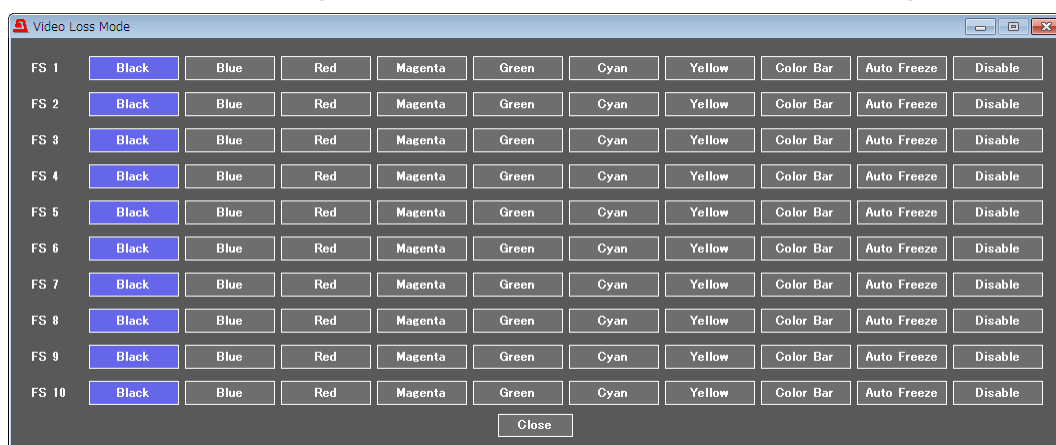 Video Loss Mode
FS 1 Black Blue Red Magenta Green Cyan Yellow Color Bar Auto Freeze Disable
FS 2 Black Blue Red Magenta Green Cyan Yellow Color Bar Auto Freeze Disable
FS 3 Black Blue Red Magenta Green Cyan Yellow Color Bar Auto Freeze Disable
FS 4 Black Blue Red Magenta Green Cyan Yellow Color Bar Auto Freeze Disable
FS 5 Black Blue Red Magenta Green Cyan Yellow Color Bar Auto Freeze Disable
FS 6 Black Blue Red Magenta Green Cyan Yellow Color Bar Auto Freeze Disable
FS 7 Black Blue Red Magenta Green Cyan Yellow Color Bar Auto Freeze Disable
FS 8 Black Blue Red Magenta Green Cyan Yellow Color Bar Auto Freeze Disable
FS 9 Black Blue Red Magenta Green Cyan Yellow Color Bar Auto Freeze Disable
FS 10 Black Blue Red Magenta Green Cyan Yellow Color Bar Auto Freeze Disable
Close